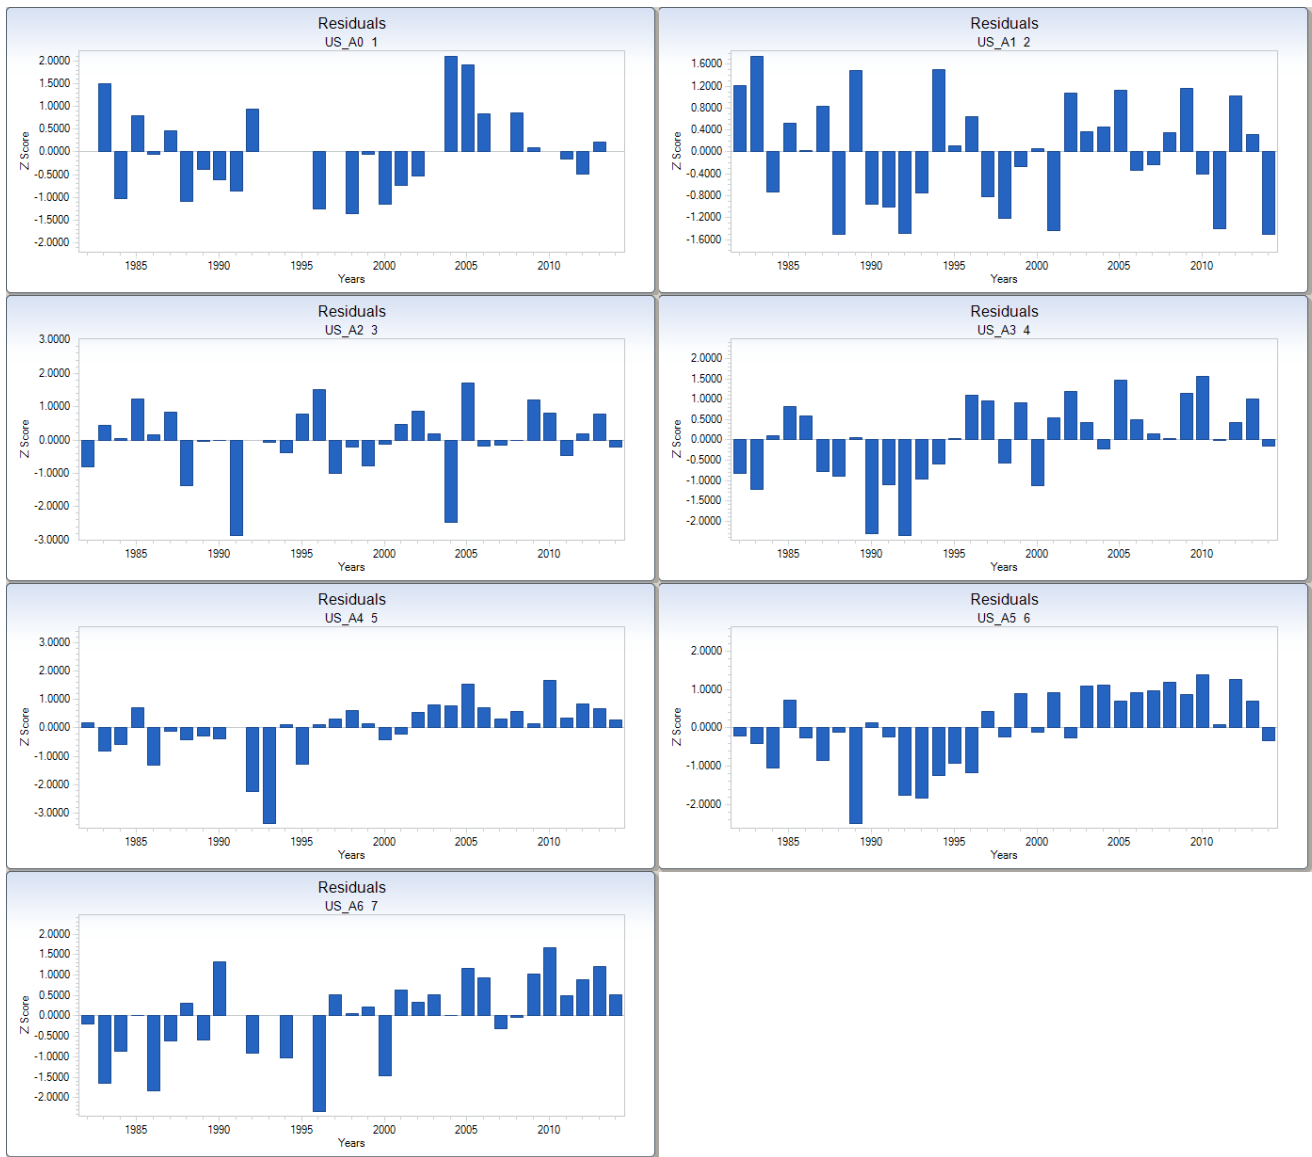 Residuals
US_A0 1
Z Score
2.0000
1.5000
1.0000
0.5000
0.0000
-0.5000
-1.0000
-1.5000
-2.0000
1985 1990 1995 2000 2005 2010
Years
Residuals
US_A1 2
Z Score
1.6000
1.2000
0.8000
0.4000
0.0000
-0.4000
-0.8000
-1.2000
-1.6000
1985 1990 1995 2000 2005 2010
Years
Residuals
US_A2 3
Z Score
3.0000
2.0000
1.0000
0.0000
-1.0000
-2.0000
-3.0000
1985 1990 1995 2000 2005 2010
Years
Residuals
US_A3 4
Z Score
2.0000
1.5000
1.0000
0.5000
0.0000
-0.5000
-1.0000
-1.5000
-2.0000
1985 1990 1995 2000 2005 2010
Years
Residuals
US_A4 5
Z Score
3.0000
2.0000
1.0000
0.0000
-1.0000
-2.0000
-3.0000
1985 1990 1995 2000 2005 2010
Years
Residuals
US_A5 6
Z Score
2.0000
1.0000
0.0000
-1.0000
-2.0000
1985 1990 1995 2000 2005 2010
Years
Residuals
US_A6 7
Z Score
2.0000
1.5000
1.0000
0.5000
0.0000
-0.5000
-1.0000
-1.5000
-2.0000
1985 1990 1995 2000 2005 2010
Years